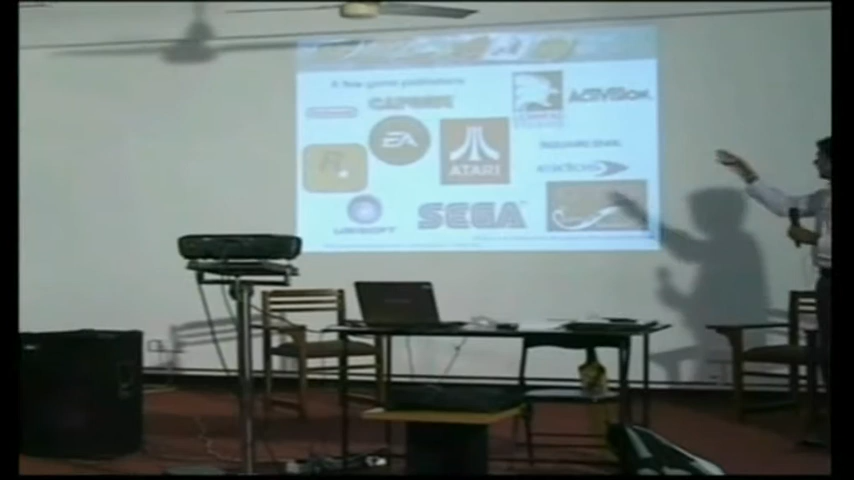 A few game publishers
CAPCOM
ACTIVISION
EA
ATARI
SQUARE ENIX
eidos
UBISOFT
SEGA